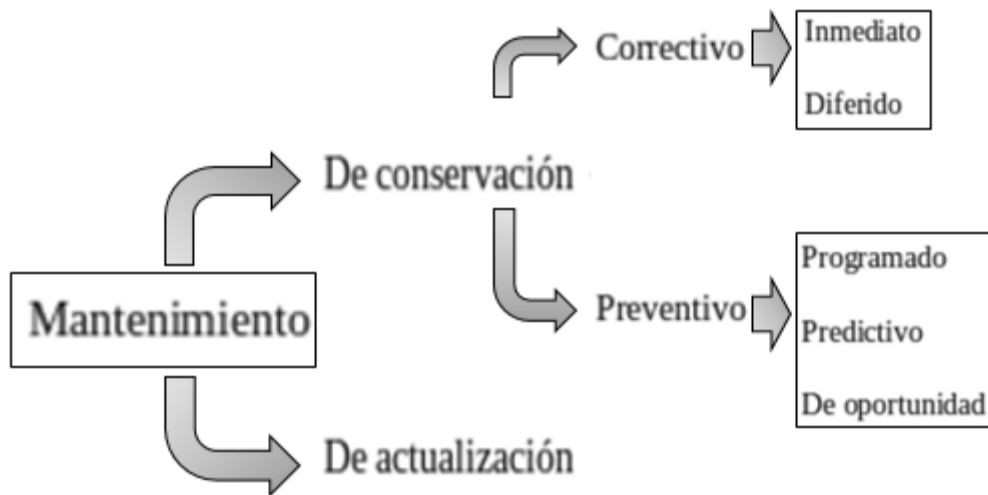 Correctivo
Inmediato
Diferido
De conservación
Mantenimiento
Preventivo
Programado
Predictivo
De oportunidad
De actualización